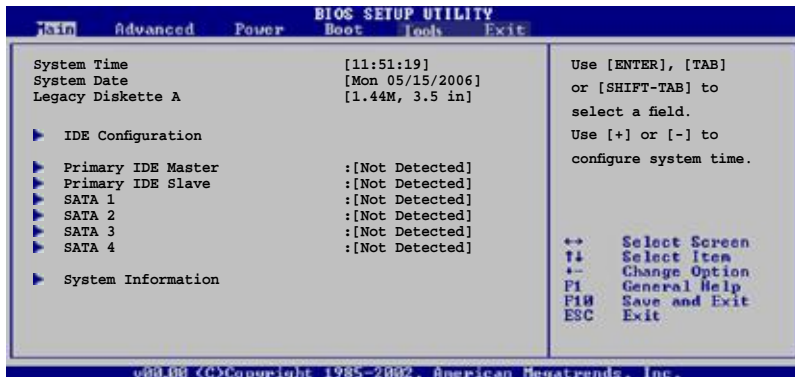 BIOS SETUP UTILITY
Main Advanced Power Boot Tools Exit
System Time [11:51:19]
System Date [Mon 05/15/2006]
Legacy Diskette A [1.44M, 3.5 in]
IDE Configuration
Primary IDE Master :[Not Detected]
Primary IDE Slave :[Not Detected]
SATA 1 :[Not Detected]
SATA 2 :[Not Detected]
SATA 3 :[Not Detected]
SATA 4 :[Not Detected]
System Information
Use [ENTER], [TAB]
or [SHIFT-TAB] to
select a field.
Use [+] or [-] to
configure system time.
↔ Select Screen
↑↓ Select Item
+- Change Option
F1 General Help
F10 Save and Exit
ESC Exit
v00.00 (C)Copyright 1985-2002, American Megatrends, Inc.